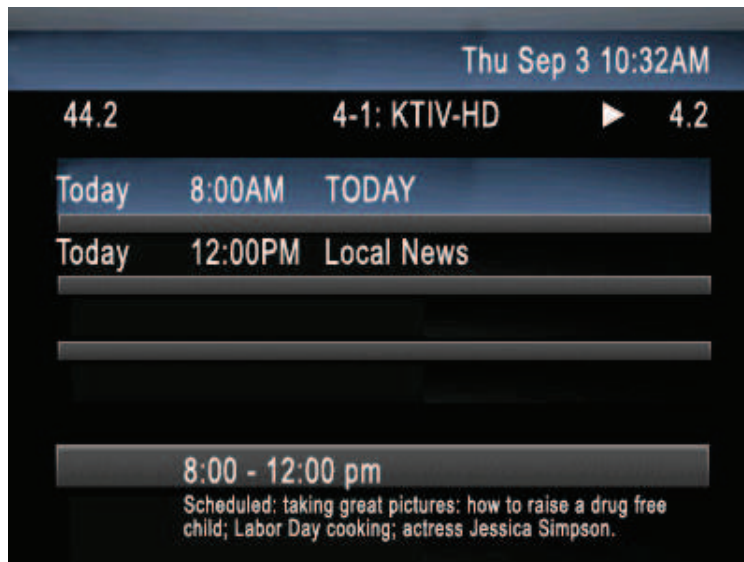 Thu Sep 3 10:32AM
44.2 4-1: KTIV-HD ▶ 4.2
Today 8:00AM TODAY
Today 12:00PM Local News
8:00 - 12:00 pm
Scheduled: taking great pictures: how to raise a drug free
child; Labor Day cooking; actress Jessica Simpson.